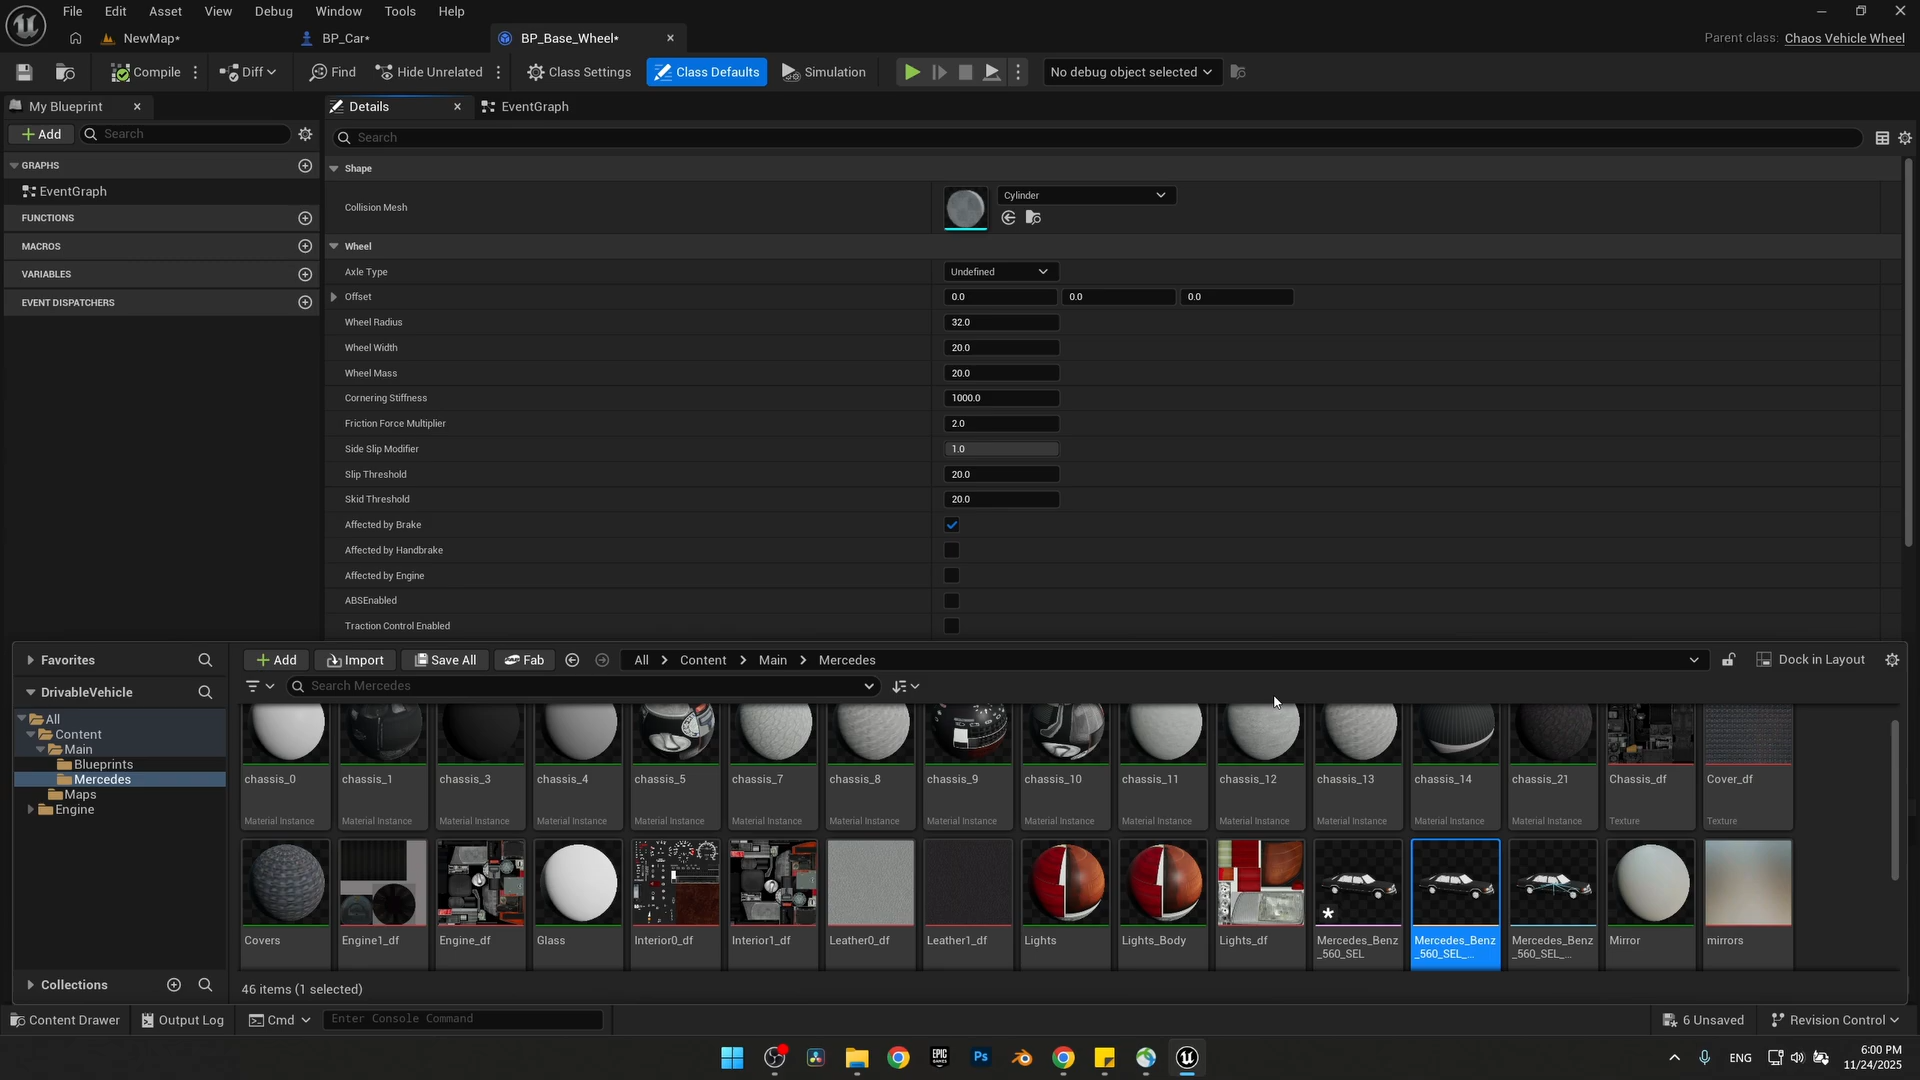 File Edit Asset View Debug Window Tools Help
NewMap* BP_Car* BP_Base_Wheel* Parent class: Chaos Vehicle Wheel
Compile Diff Find Hide Unrelated Class Settings Class Defaults Simulation No debug object selected
My Blueprint Details EventGraph
Add Search Search
GRAPHS
EventGraph
FUNCTIONS
MACROS
VARIABLES
EVENT DISPATCHERS
Shape
Collision Mesh Cylinder
Wheel
Axle Type Undefined
Offset 0.0 0.0 0.0
Wheel Radius 32.0
Wheel Width 20.0
Wheel Mass 20.0
Cornering Stiffness 1000.0
Friction Force Multiplier 2.0
Side Slip Modifier 1.0
Slip Threshold 20.0
Skid Threshold 20.0
Affected by Brake
Affected by Handbrake
Affected by Engine
ABSEnabled
Traction Control Enabled
Favorites
DrivableVehicle
All
Content
Main
Blueprints
Mercedes
Maps
Engine
Collections
Add Import Save All Fab All Content Main Mercedes Dock in Layout
Search Mercedes
chassis_0 chassis_1 chassis_3 chassis_4 chassis_5 chassis_7 chassis_8 chassis_9 chassis_10 chassis_11 chassis_12 chassis_13 chassis_14 chassis_21 Chassis_df Cover_df
Material Instance Material Instance Material Instance Material Instance Material Instance Material Instance Material Instance Material Instance Material Instance Material Instance Material Instance Material Instance Material Instance Material Instance Texture Texture
Covers Engine1_df Engine_df Glass Interior0_df Interior1_df Leather0_df Leather1_df Lights Lights_Body Lights_df Mercedes_Benz Mercedes_Benz Mercedes_Benz Mirror mirrors
_560_SEL _560_SEL_... _560_SEL_...
46 items (1 selected)
Content Drawer Output Log Cmd Enter Console Command 6 Unsaved Revision Control
EPIC GAMES Ps ENG 6:00 PM
11/24/2025